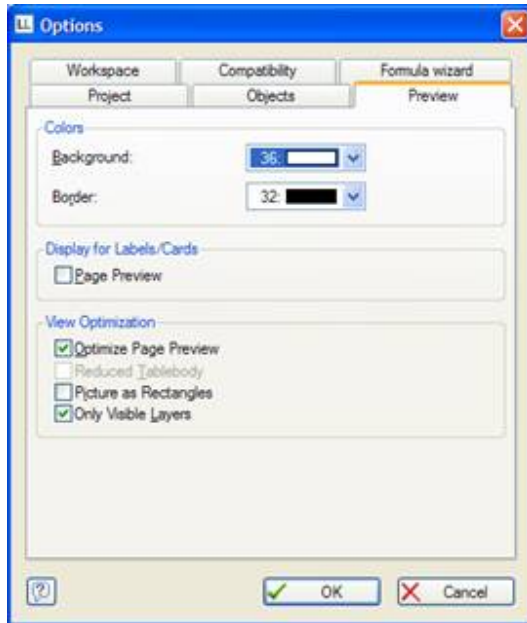 LL Options
Workspace Compatibility Formula wizard
Project Objects Preview
Colors
Background: 36:
Border: 32:
Display for Labels/Cards
Page Preview
View Optimization
Optimize Page Preview
Reduced Tablebody
Picture as Rectangles
Only Visible Layers
? OK Cancel